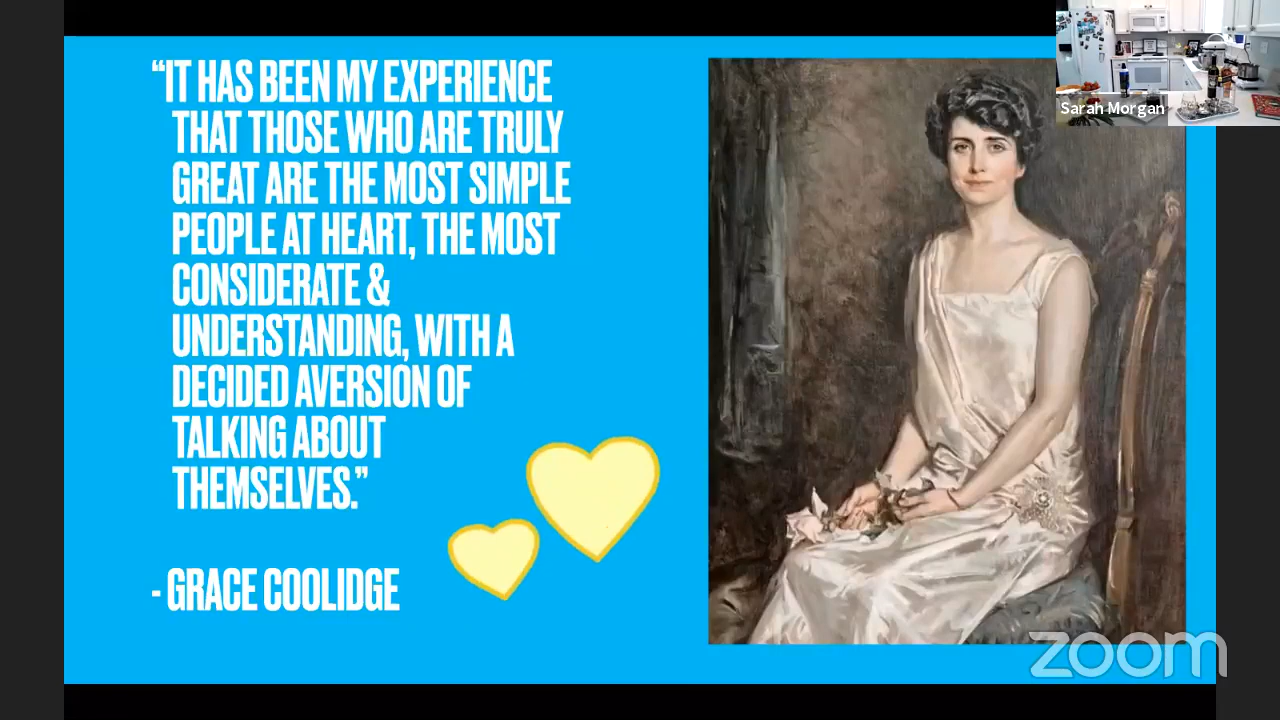 “IT HAS BEEN MY EXPERIENCE
THAT THOSE WHO ARE TRULY
GREAT ARE THE MOST SIMPLE
PEOPLE AT HEART, THE MOST
CONSIDERATE &
UNDERSTANDING, WITH A
DECIDED AVERSION OF
TALKING ABOUT
THEMSELVES.”
- GRACE COOLIDGE
Sarah Morgan
zoom